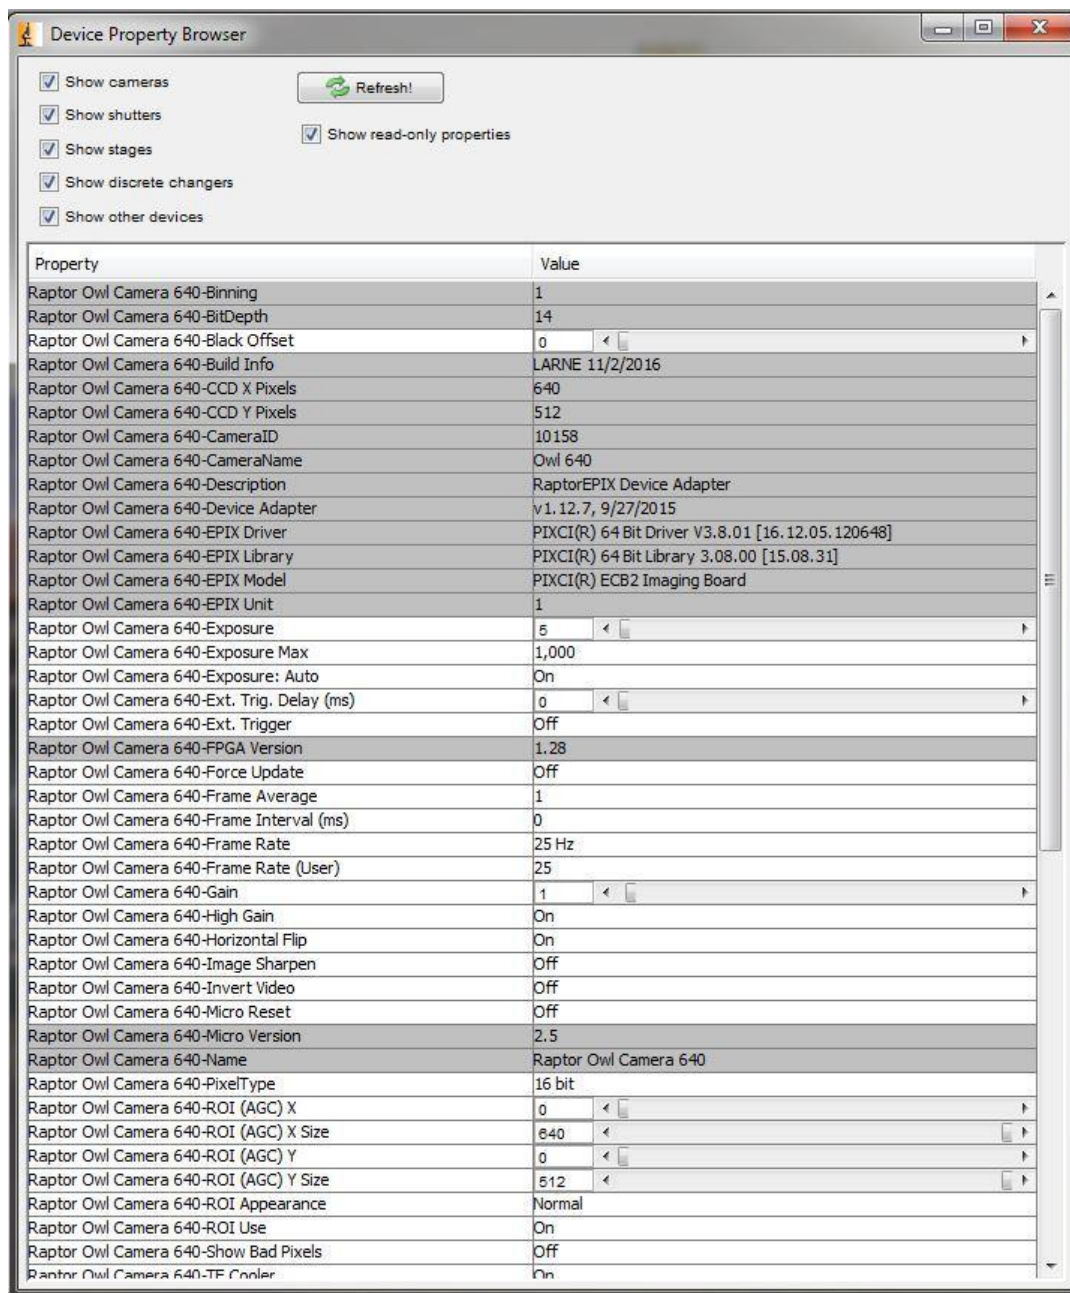 Device Property Browser
Show cameras
Refresh!
Show shutters
Show read-only properties
Show stages
Show discrete changers
Show other devices
Property Value
Raptor Owl Camera 640-Binning 1
Raptor Owl Camera 640-BitDepth 14
Raptor Owl Camera 640-Black Offset 0
Raptor Owl Camera 640-Build Info LARNE 11/2/2016
Raptor Owl Camera 640-CCD X Pixels 640
Raptor Owl Camera 640-CCD Y Pixels 512
Raptor Owl Camera 640-CameraID 10158
Raptor Owl Camera 640-CameraName Owl 640
Raptor Owl Camera 640-Description RaptorEPIX Device Adapter
Raptor Owl Camera 640-Device Adapter v1.12.7, 9/27/2015
Raptor Owl Camera 640-EPIX Driver PIXCI(R) 64 Bit Driver V3.8.01 [16.12.05.120648]
Raptor Owl Camera 640-EPIX Library PIXCI(R) 64 Bit Library 3.08.00 [15.08.31]
Raptor Owl Camera 640-EPIX Model PIXCI(R) ECB2 Imaging Board
Raptor Owl Camera 640-EPIX Unit 1
Raptor Owl Camera 640-Exposure 5
Raptor Owl Camera 640-Exposure Max 1,000
Raptor Owl Camera 640-Exposure: Auto On
Raptor Owl Camera 640-Ext. Trig. Delay (ms) 0
Raptor Owl Camera 640-Ext. Trigger Off
Raptor Owl Camera 640-FPGA Version 1.28
Raptor Owl Camera 640-Force Update Off
Raptor Owl Camera 640-Frame Average 1
Raptor Owl Camera 640-Frame Interval (ms) 0
Raptor Owl Camera 640-Frame Rate 25 Hz
Raptor Owl Camera 640-Frame Rate (User) 25
Raptor Owl Camera 640-Gain 1
Raptor Owl Camera 640-High Gain On
Raptor Owl Camera 640-Horizontal Flip On
Raptor Owl Camera 640-Image Sharpen Off
Raptor Owl Camera 640-Invert Video Off
Raptor Owl Camera 640-Micro Reset Off
Raptor Owl Camera 640-Micro Version 2.5
Raptor Owl Camera 640-Name Raptor Owl Camera 640
Raptor Owl Camera 640-PixelType 16 bit
Raptor Owl Camera 640-ROI (AGC) X 0
Raptor Owl Camera 640-ROI (AGC) X Size 640
Raptor Owl Camera 640-ROI (AGC) Y 0
Raptor Owl Camera 640-ROI (AGC) Y Size 512
Raptor Owl Camera 640-ROI Appearance Normal
Raptor Owl Camera 640-ROI Use On
Raptor Owl Camera 640-Show Bad Pixels Off
Raptor Owl Camera 640-TE Cooler On